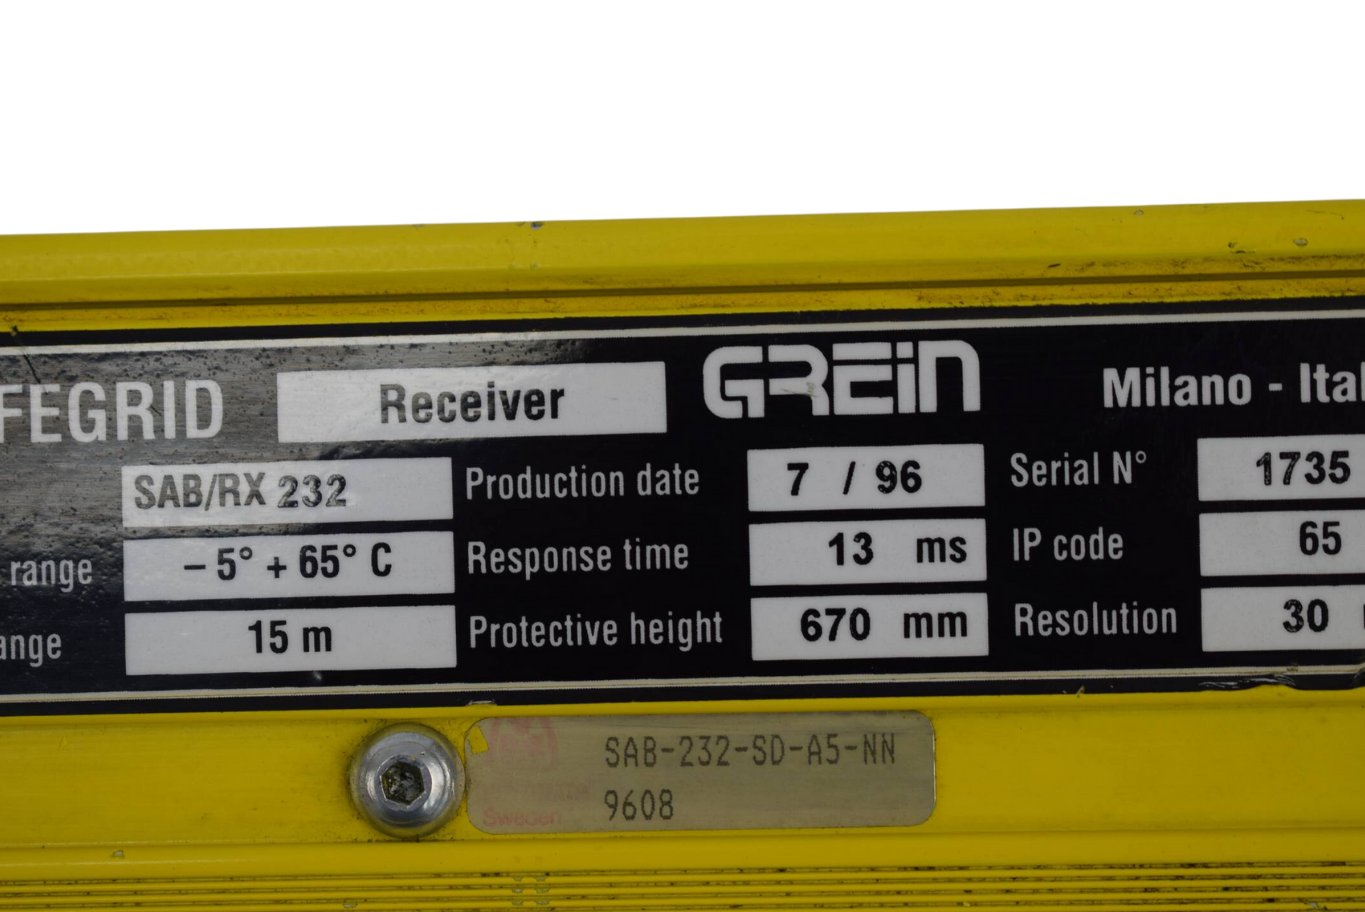 FEGRID Receiver GREIN Milano - Ital
SAB/RX 232 Production date 7 / 96 Serial N° 1735
range – 5° + 65° C Response time 13 ms IP code 65
ange 15 m Protective height 670 mm Resolution 30
SAB-232-SD-A5-NN
9608
Sweden